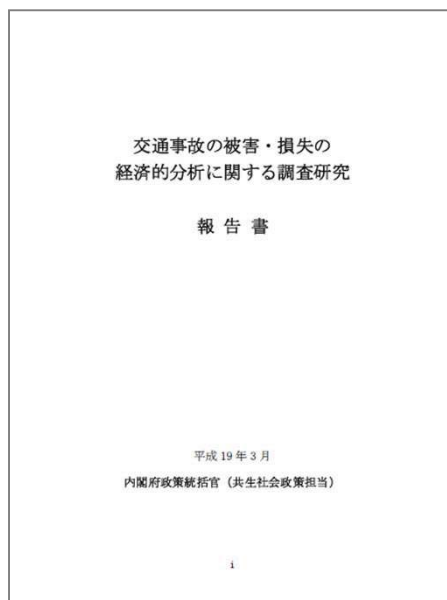 交通事故の被害・損失の
経済的分析に関する調査研究
報 告 書
平成 19 年 3 月
内閣府政策統括官（共生社会政策担当）
i